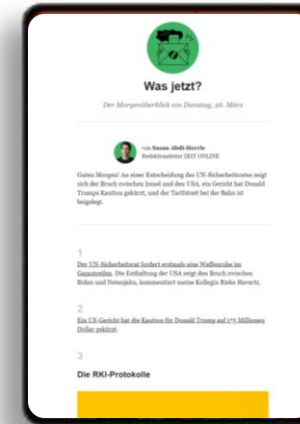 Was jetzt?
Der Morgenüberblick am Dienstag, 26. März
von Susan Abdi-Herrle
Redaktionsleiter ZEIT ONLINE
Guten Morgen! An einer Entscheidung des UN-Sicherheitsrates zeigt
sich der Bruch zwischen Israel und den USA, ein Gericht hat Donald
Trumps Kaution gekürzt, und der Tarifstreit bei der Bahn ist
beigelegt.
1
Der UN-Sicherheitsrat fordert erstmals eine Waffenruhe im
Gazastreifen. Die Enthaltung der USA zeigt den Bruch zwischen
Biden und Netanjahu, kommentiert meine Kollegin Rieke Havertz.
2
Ein US-Gericht hat die Kaution für Donald Trump auf 175 Millionen
Dollar gekürzt.
3
Die RKI-Protokolle